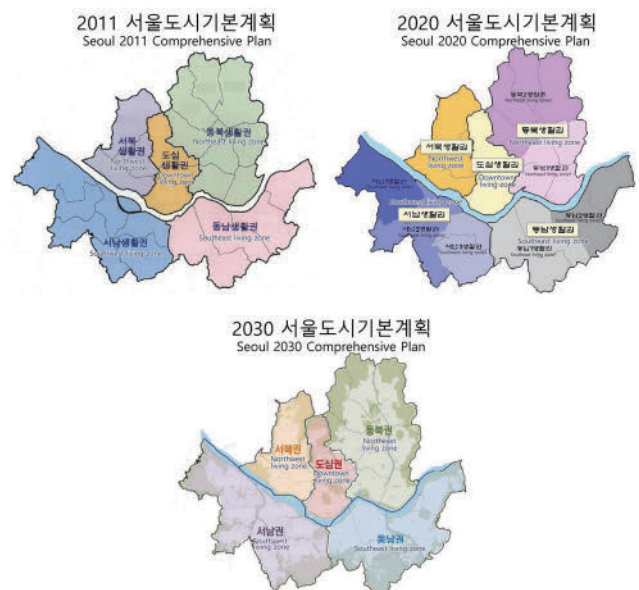 2011 서울도시기본계획
Seoul 2011 Comprehensive Plan
동북생활권
Northeast living zone
서북
생활권
Northwest
living zone
도심
생활권
Downtown
living zone
서남생활권
Southwest living zone
동남생활권
Southeast living zone
2020 서울도시기본계획
Seoul 2020 Comprehensive Plan
동북2생활권
동북생활권
Northeast living zone
서북생활권
Northwest
living zone
도심생활권
Downtown
living zone
서남생활권
동남생활권
Southeast living zone
2030 서울도시기본계획
Seoul 2030 Comprehensive Plan
동북권
Northeast
living zone
서북권
Northwest
living zone
도심권
Downtown
living zone
서남권
Southwest
living zone
동남권
Southeast living zone